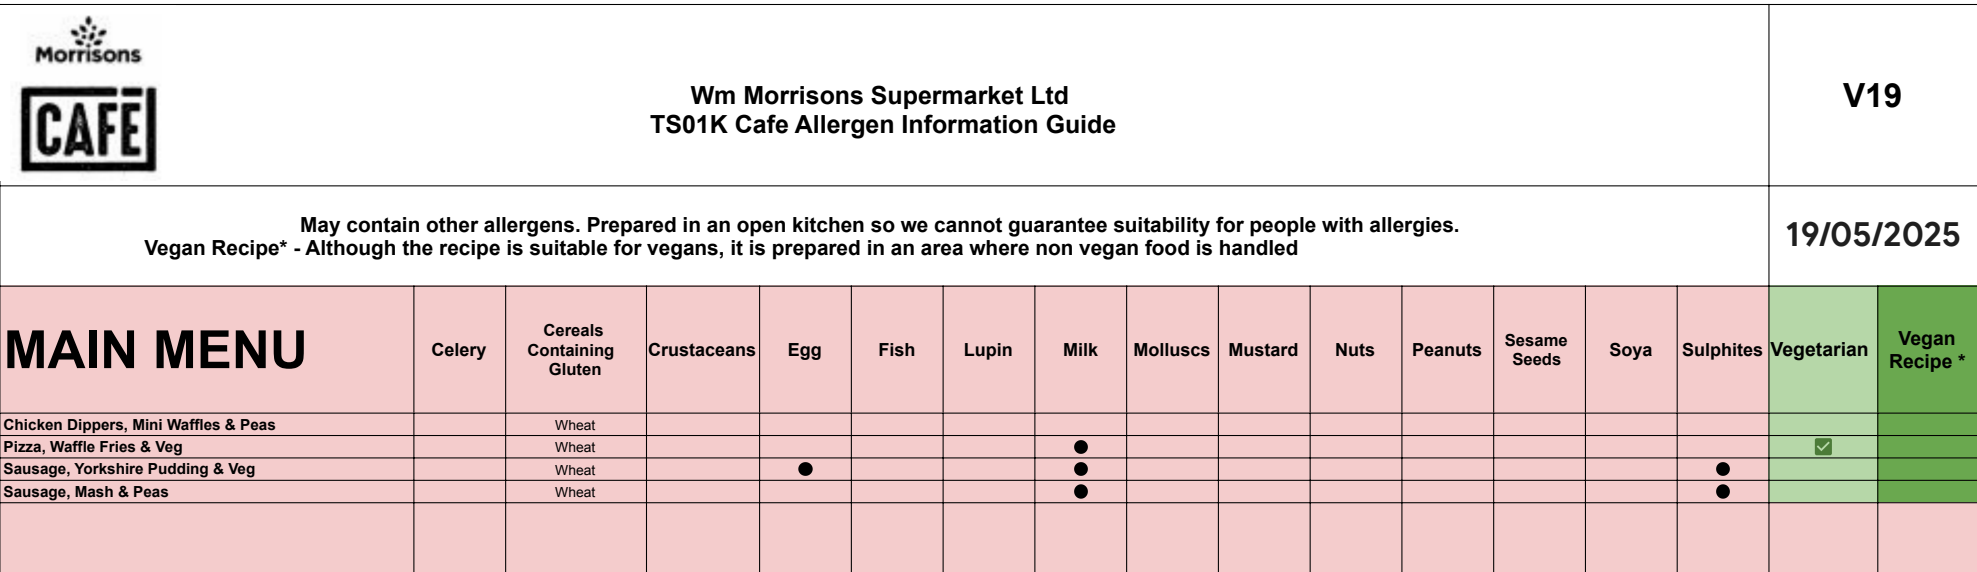 Morrisons
CAFÉ
Wm Morrisons Supermarket Ltd
TS01K Cafe Allergen Information Guide
V19
May contain other allergens. Prepared in an open kitchen so we cannot guarantee suitability for people with allergies.
Vegan Recipe* - Although the recipe is suitable for vegans, it is prepared in an area where non vegan food is handled
19/05/2025
MAIN MENU
Celery
Cereals
Containing
Gluten
Crustaceans
Egg
Fish
Lupin
Milk
Molluscs
Mustard
Nuts
Peanuts
Sesame
Seeds
Soya
Sulphites
Vegetarian
Vegan
Recipe *
Chicken Dippers, Mini Waffles & Peas Wheat
Pizza, Waffle Fries & Veg Wheat ● ✓
Sausage, Yorkshire Pudding & Veg Wheat ● ● ●
Sausage, Mash & Peas Wheat ● ●